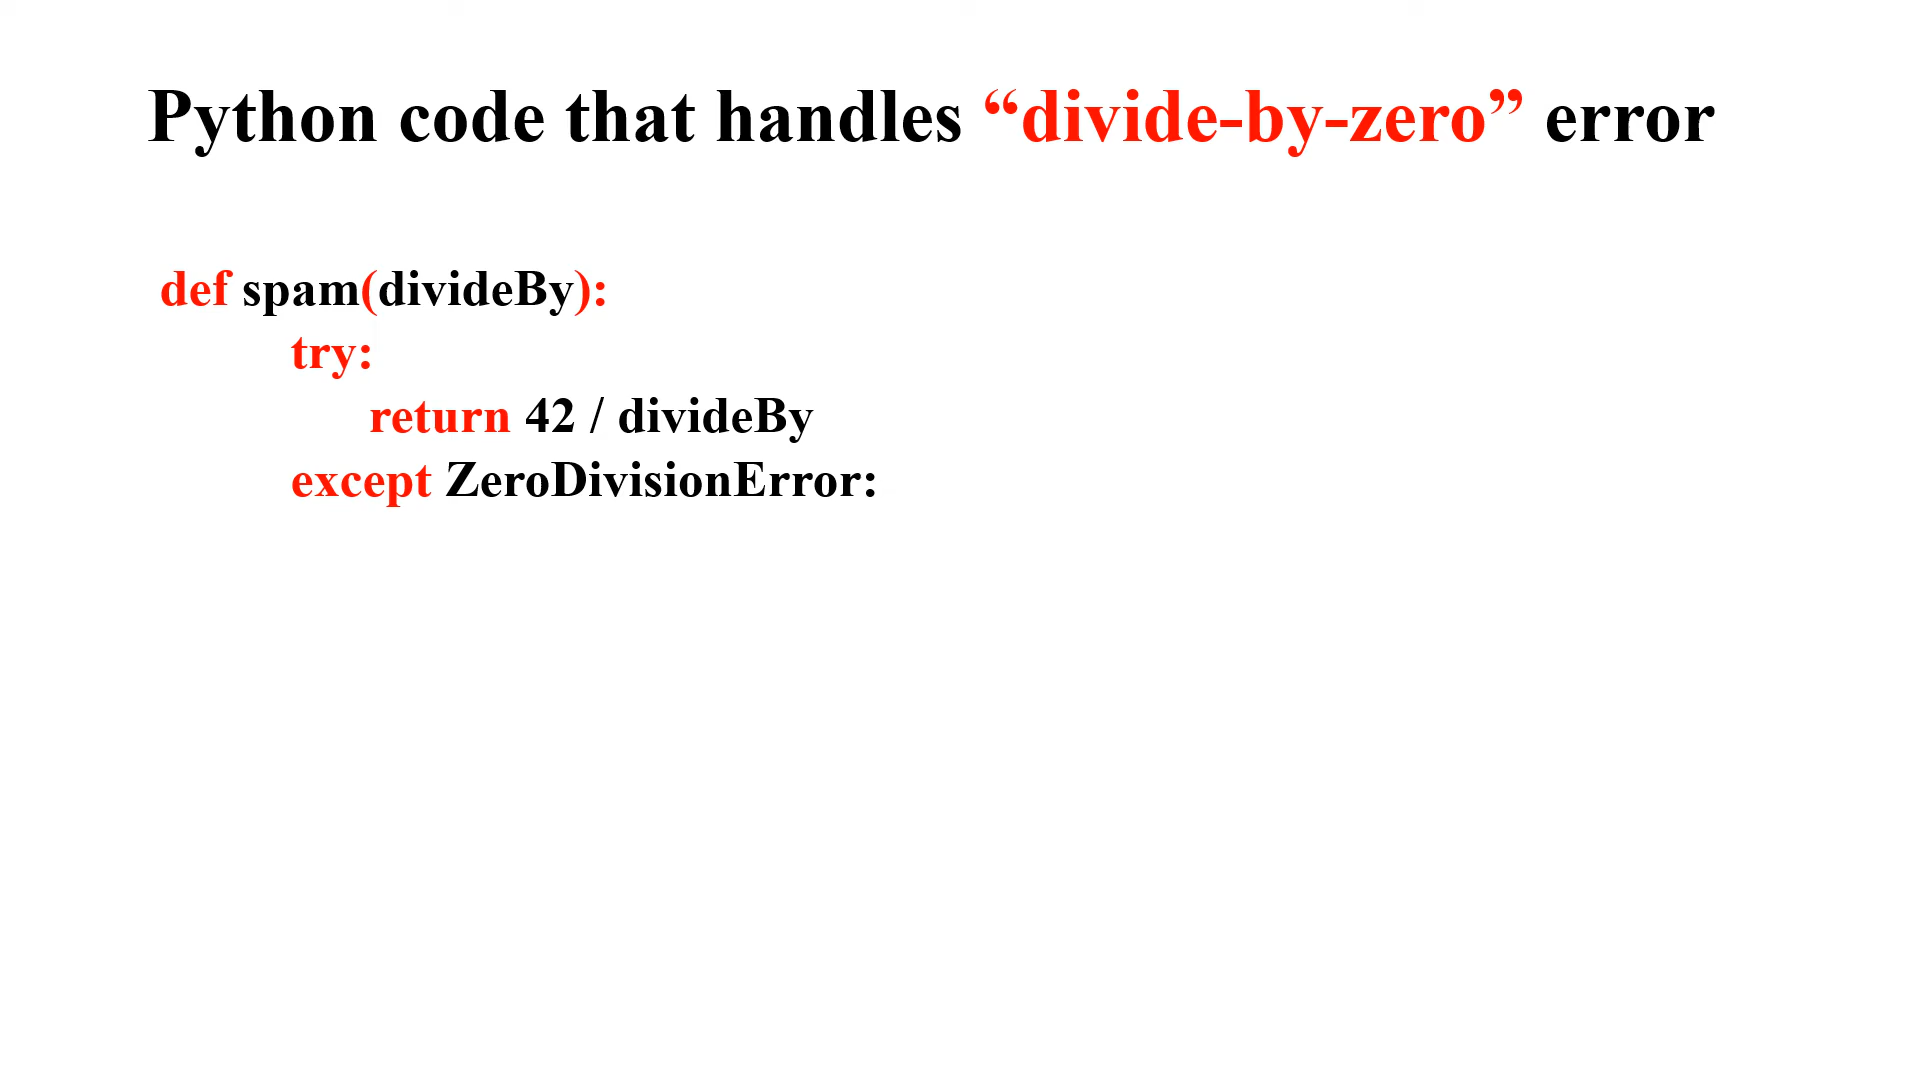 Python code that handles “divide-by-zero” error
def spam(divideBy):
try:
return 42 / divideBy
except ZeroDivisionError: